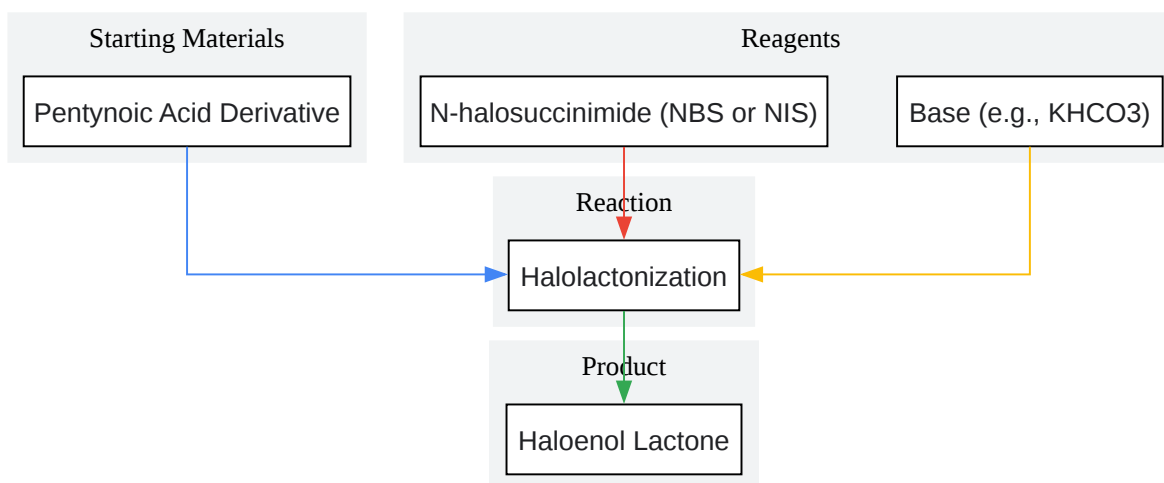 Starting Materials
Reagents
Pentynoic Acid Derivative
N-halosuccinimide (NBS or NIS)
Base (e.g., KHCO3)
Reaction
Halolactonization
Product
Haloenol Lactone